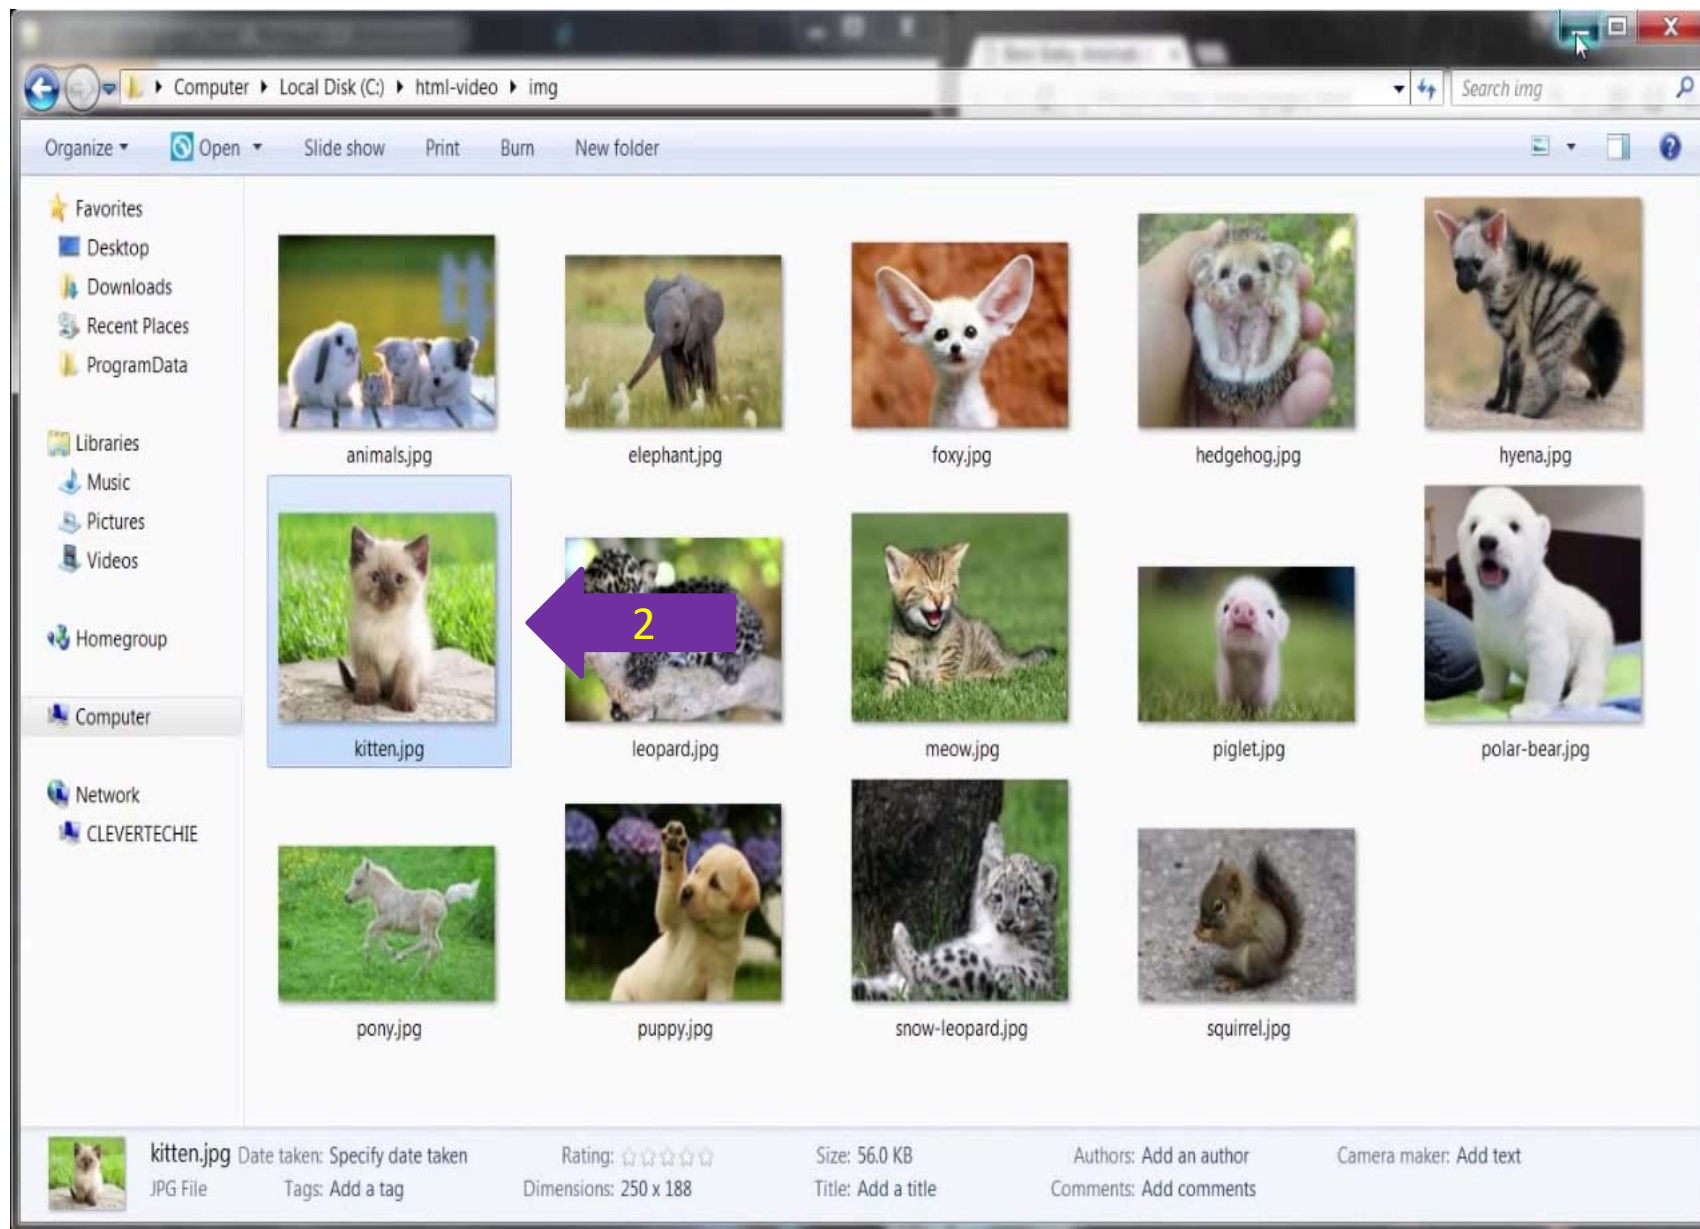 Computer ▸ Local Disk (C:) ▸ html-video ▸ img
Search img
Organize Open Slide show Print Burn New folder
Favorites
Desktop
Downloads
Recent Places
ProgramData
Libraries
Music
Pictures
Videos
Homegroup
Computer
Network
CLEVERTECHIE
animals.jpg elephant.jpg foxy.jpg hedgehog.jpg hyena.jpg
2
kitten.jpg leopard.jpg meow.jpg piglet.jpg polar-bear.jpg
pony.jpg puppy.jpg snow-leopard.jpg squirrel.jpg
kitten.jpg Date taken: Specify date taken Rating: Size: 56.0 KB Authors: Add an author Camera maker: Add text
JPG File Tags: Add a tag Dimensions: 250 x 188 Title: Add a title Comments: Add comments